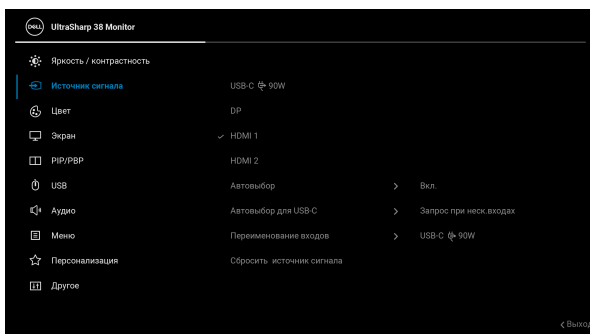 DELL UltraSharp 38 Monitor
Яркость / контрастность
Источник сигнала USB-C 90W
Цвет DP
Экран HDMI 1
PIP/PBP HDMI 2
USB Автовыбор Вкл.
Аудио Автовыбор для USB-C Запрос при неск.входах
Меню Переименование входов USB-C 90W
Персонализация Сбросить источник сигнала
Другое
Выход